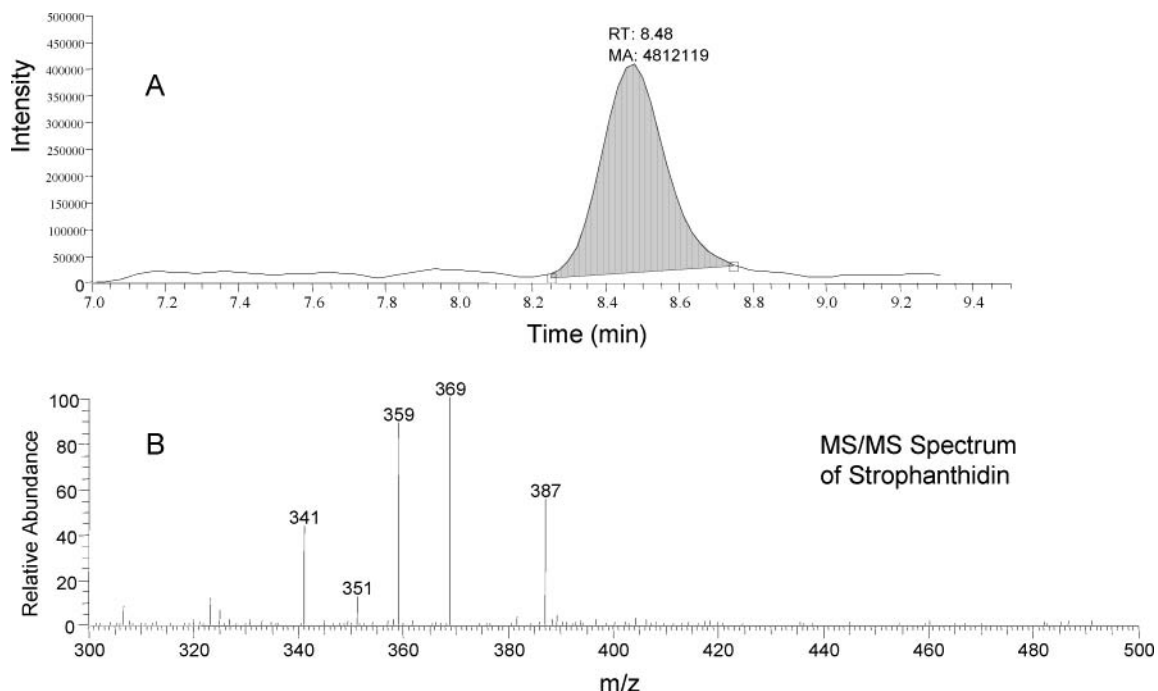 500000
450000
400000
350000
300000
250000
200000
150000
100000
50000
0
Intensity
A
RT: 8.48
MA: 4812119
7.0 7.2 7.4 7.6 7.8 8.0 8.2 8.4 8.6 8.8 9.0 9.2 9.4
Time (min)
100
80
60
40
20
0
Relative Abundance
B
341
351
359
369
387
MS/MS Spectrum
of Strophanthidin
300 320 340 360 380 400 420 440 460 480 500
m/z